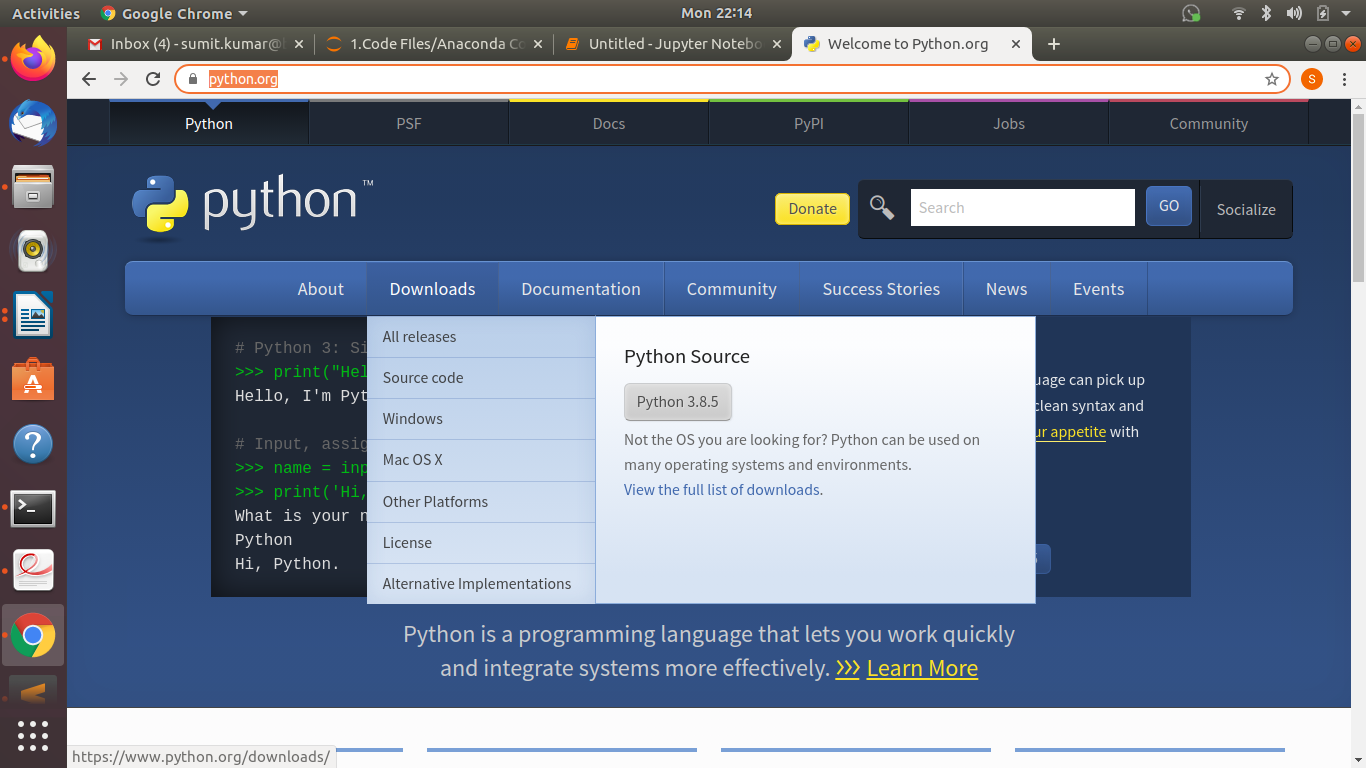 Activities
Google Chrome
Mon 22:14
Inbox (4) - sumit.kumar@
1.Code FIles/Anaconda Co
Untitled - Jupyter Notebo
Welcome to Python.org
python.org
S
Python
PSF
Docs
PyPI
Jobs
Community
python™
Donate
Search
GO
Socialize
About
Downloads
Documentation
Community
Success Stories
News
Events
# Python 3: Si
>>> print("Hel
Hello, I'm Pyt
# Input, assig
>>> name = inp
>>> print('Hi,
What is your n
Python
Hi, Python.
All releases
Source code
Windows
Mac OS X
Other Platforms
License
Alternative Implementations
Python Source
Python 3.8.5
Not the OS you are looking for? Python can be used on
many operating systems and environments.
View the full list of downloads.
uage can pick up
clean syntax and
ur appetite with
Python is a programming language that lets you work quickly
and integrate systems more effectively. >>> Learn More
https://www.python.org/downloads/